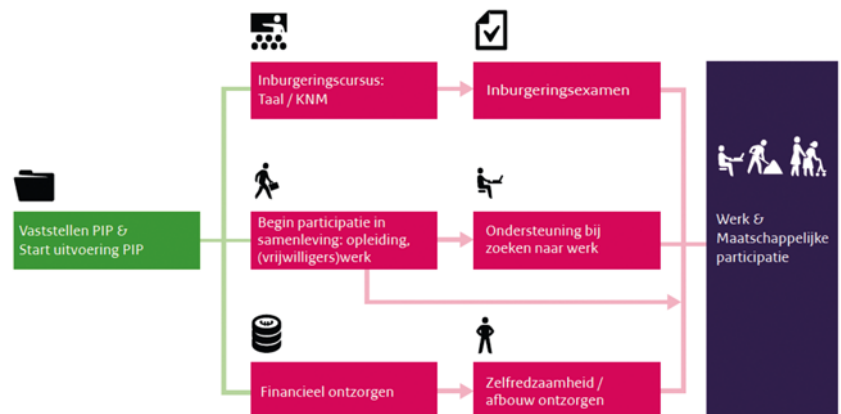 Inburgeringscursus:
Taal / KNM
Inburgeringsexamen
Vaststellen PIP &
Start uitvoering PIP
Begin participatie in
samenleving: opleiding,
(vrijwilligers)werk
Ondersteuning bij
zoeken naar werk
Werk &
Maatschappelijke
participatie
Financieel ontzorgen
Zelfredzaamheid /
afbouw ontzorgen